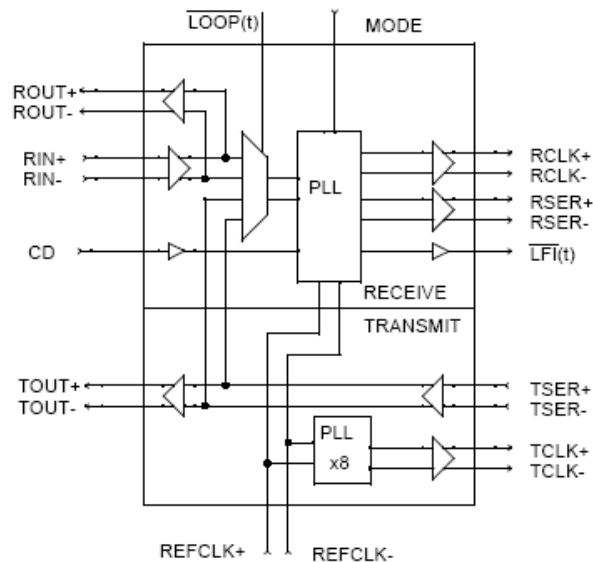 LOOP(t)
MODE
ROUT+
ROUT-
RIN+
RIN-
CD
PLL
RCLK+
RCLK-
RSER+
RSER-
LFI(t)
RECEIVE
TRANSMIT
TOUT+
TOUT-
TSER+
TSER-
PLL
x8
TCLK+
TCLK-
REFCLK+
REFCLK-